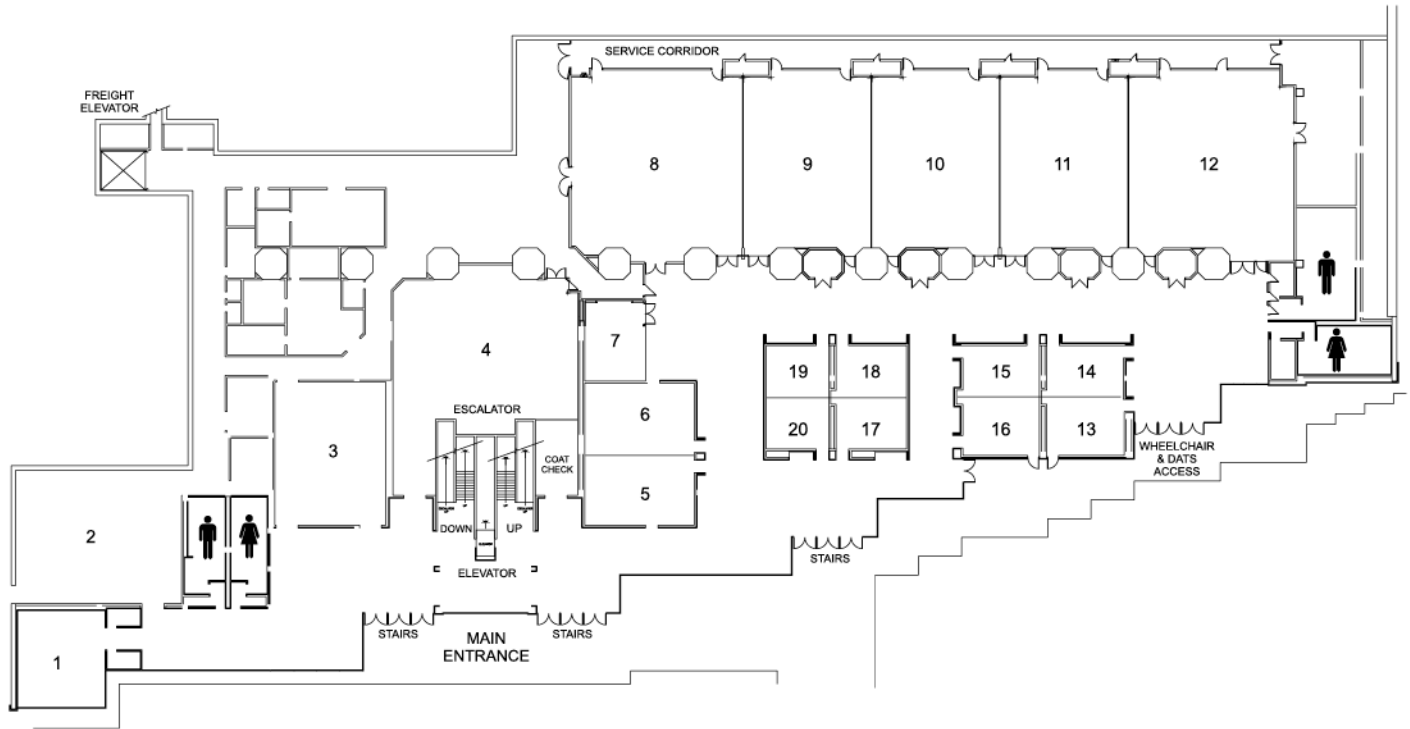 SERVICE CORRIDOR
FREIGHT
ELEVATOR
8
9
10
11
12
4
7
19
18
15
14
ESCALATOR
6
20
17
16
13
3
COAT
CHECK
WHEELCHAIR
& DATS
ACCESS
5
2
DOWN
UP
STAIRS
ELEVATOR
STAIRS
STAIRS
MAIN
ENTRANCE
1